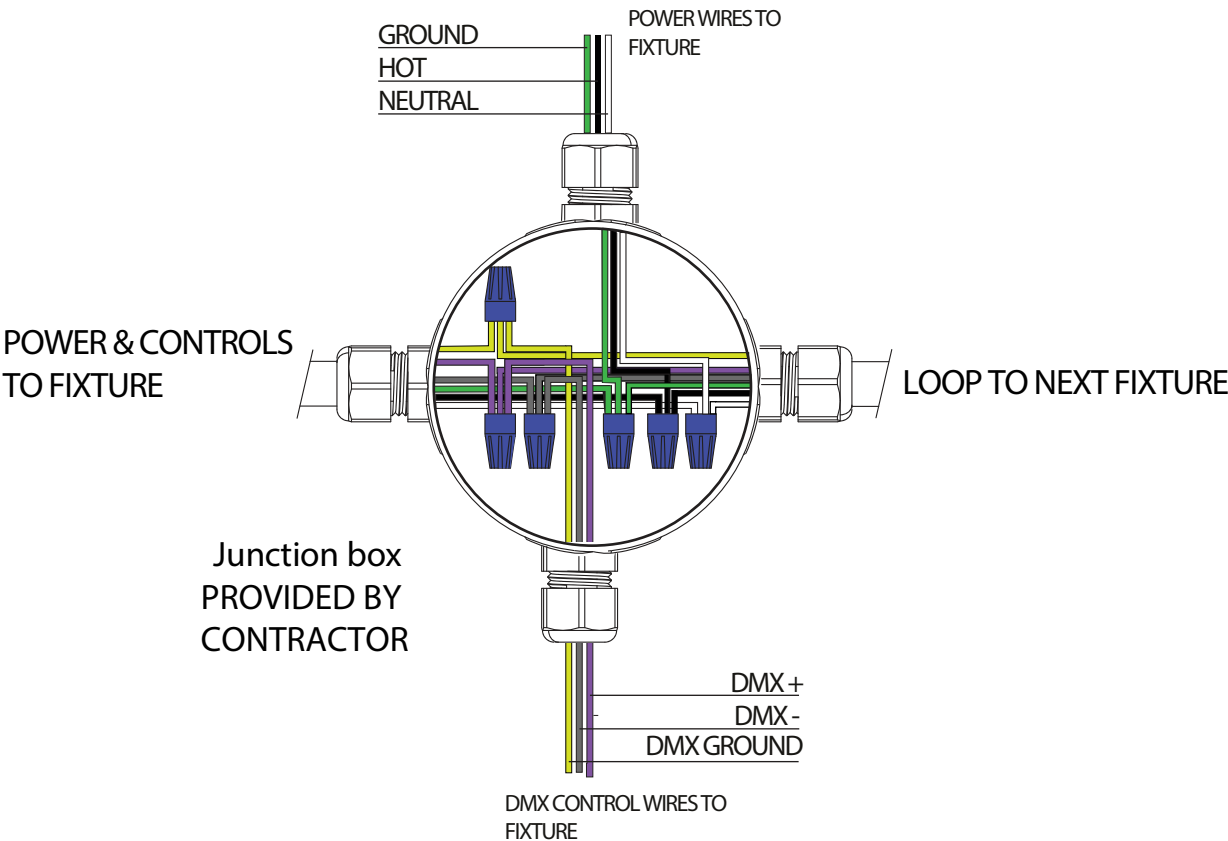 POWER WIRES TO
FIXTURE
GROUND
HOT
NEUTRAL
POWER & CONTROLS
TO FIXTURE
LOOP TO NEXT FIXTURE
Junction box
PROVIDED BY
CONTRACTOR
DMX +
DMX -
DMX GROUND
DMX CONTROL WIRES TO
FIXTURE